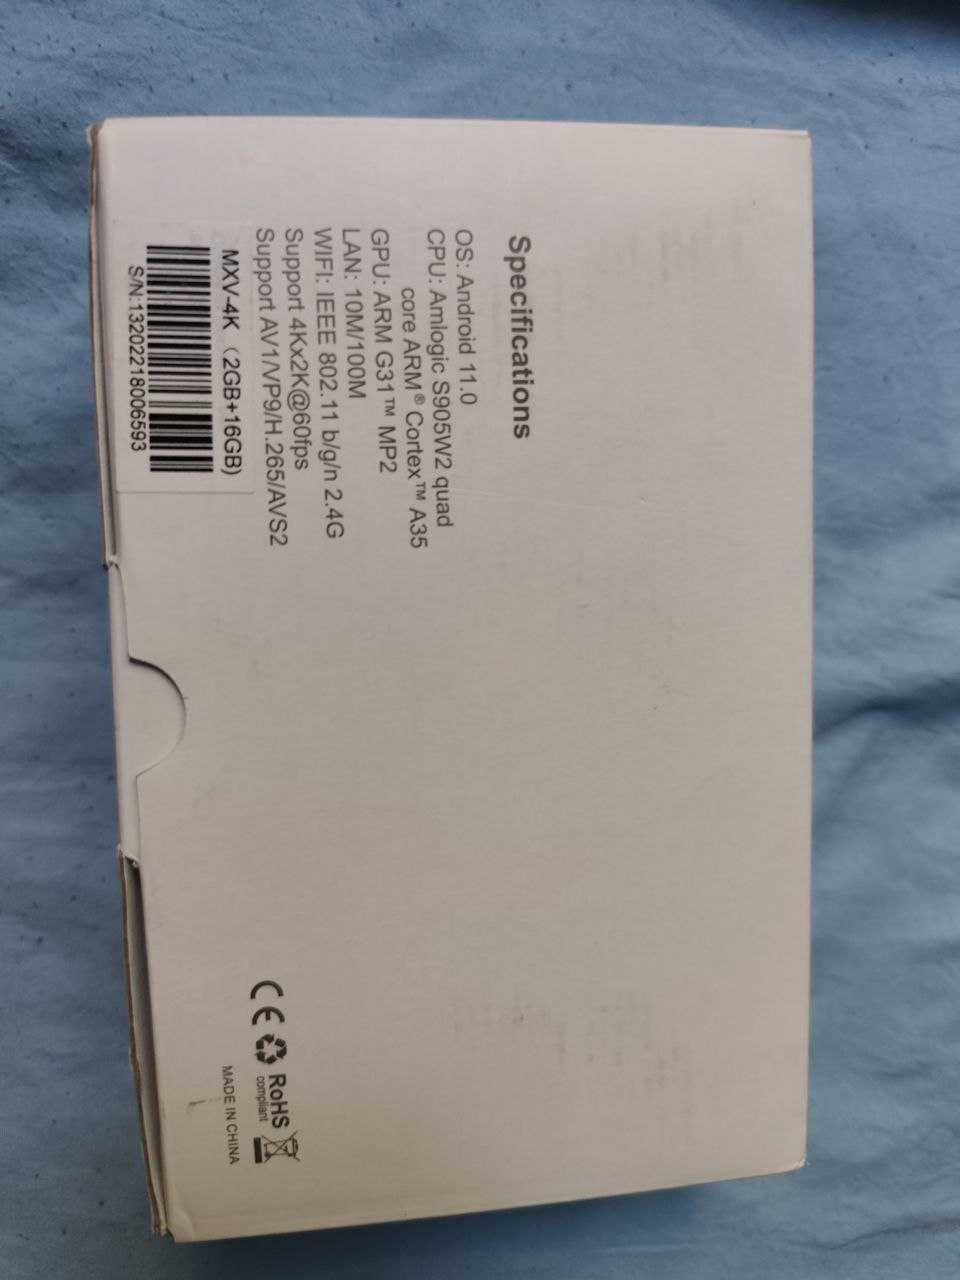 Specifications
OS: Android 11.0
CPU: Amlogic S905W2 quad
core ARM® Cortex™ A35
GPU: ARM G31™ MP2
LAN: 10M/100M
WIFI: IEEE 802.11 b/g/n 2.4G
Support 4Kx2K@60fps
Support AV1/VP9/H.265/AVS2
MXV-4K（2GB+16GB)
S/N:13202218006593
CE RoHS
compliant
MADE IN CHINA